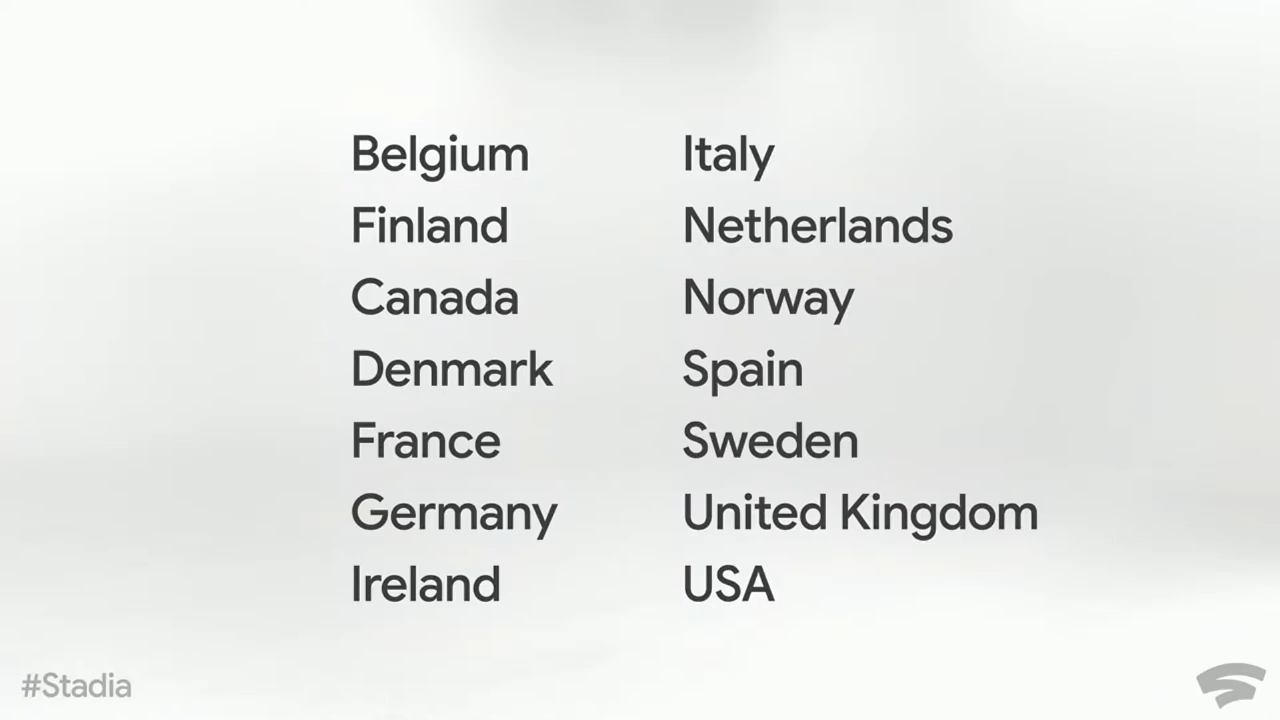 Belgium
Finland
Canada
Denmark
France
Germany
Ireland
Italy
Netherlands
Norway
Spain
Sweden
United Kingdom
USA
#Stadia